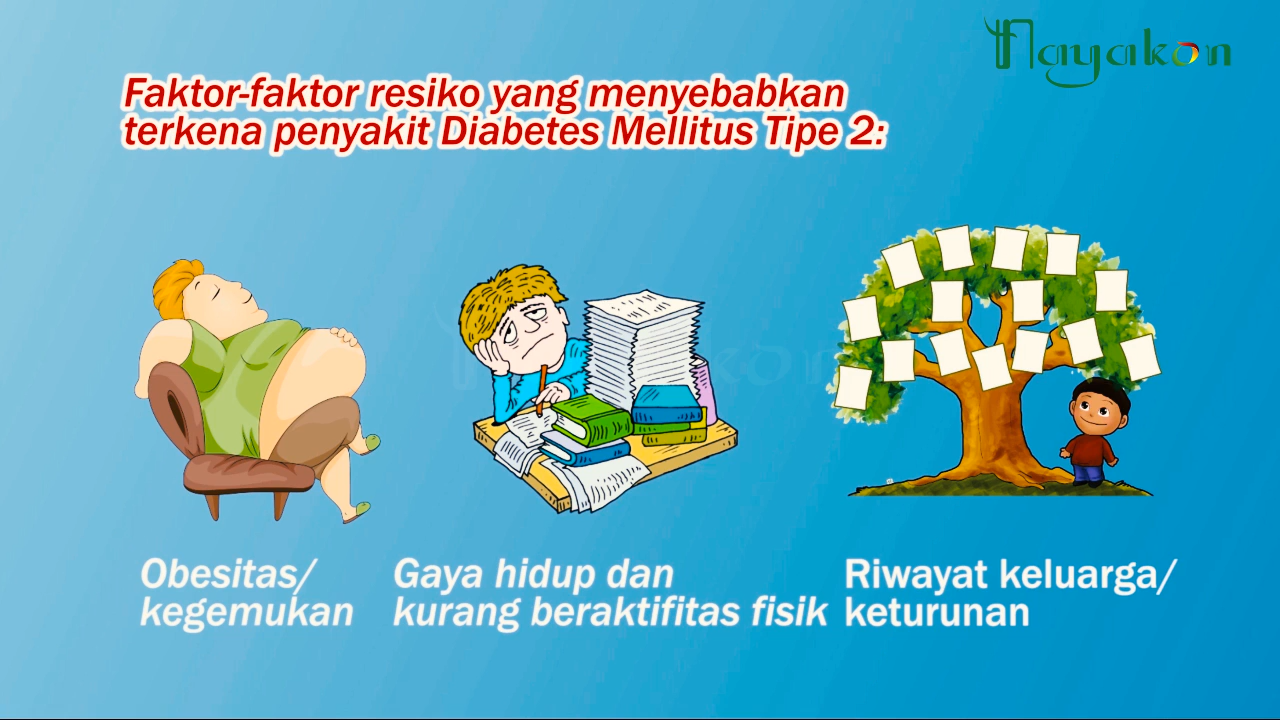 Nayakon
Faktor-faktor resiko yang menyebabkan
terkena penyakit Diabetes Mellitus Tipe 2:
Obesitas/
kegemukan
Gaya hidup dan
kurang beraktifitas fisik
Riwayat keluarga/
keturunan